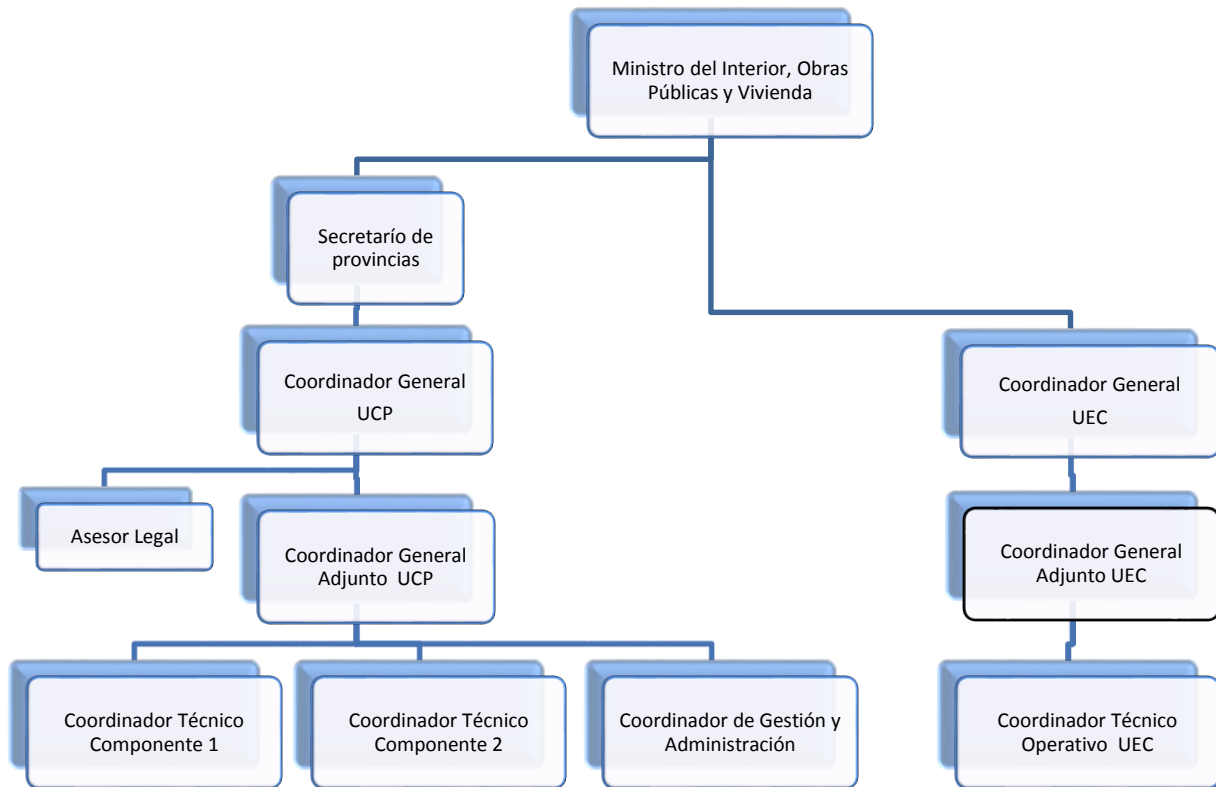 Ministro del Interior, Obras
Públicas y Vivienda
Secretarío de
provincias
Coordinador General
UCP
Coordinador General
UEC
Asesor Legal
Coordinador General
Adjunto UCP
Coordinador General
Adjunto UEC
Coordinador Técnico
Componente 1
Coordinador Técnico
Componente 2
Coordinador de Gestión y
Administración
Coordinador Técnico
Operativo UEC